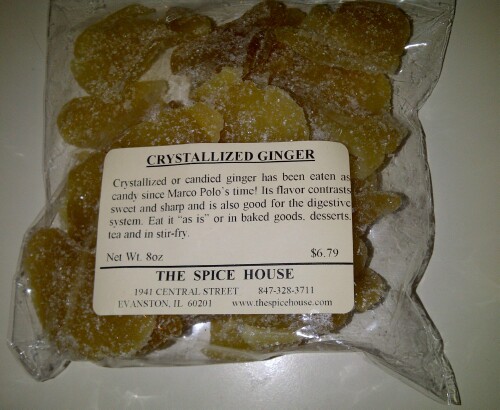 CRYSTALLIZED GINGER
Crystallized or candied ginger has been eaten as
candy since Marco Polo's time! Its flavor contrasts
sweet and sharp and is also good for the digestive
system. Eat it "as is" or in baked goods, desserts,
tea and in stir-fry.
Net Wt. 8oz $6.79
THE SPICE HOUSE
1941 CENTRAL STREET 847-328-3711
EVANSTON, IL 60201 www.thespicehouse.com